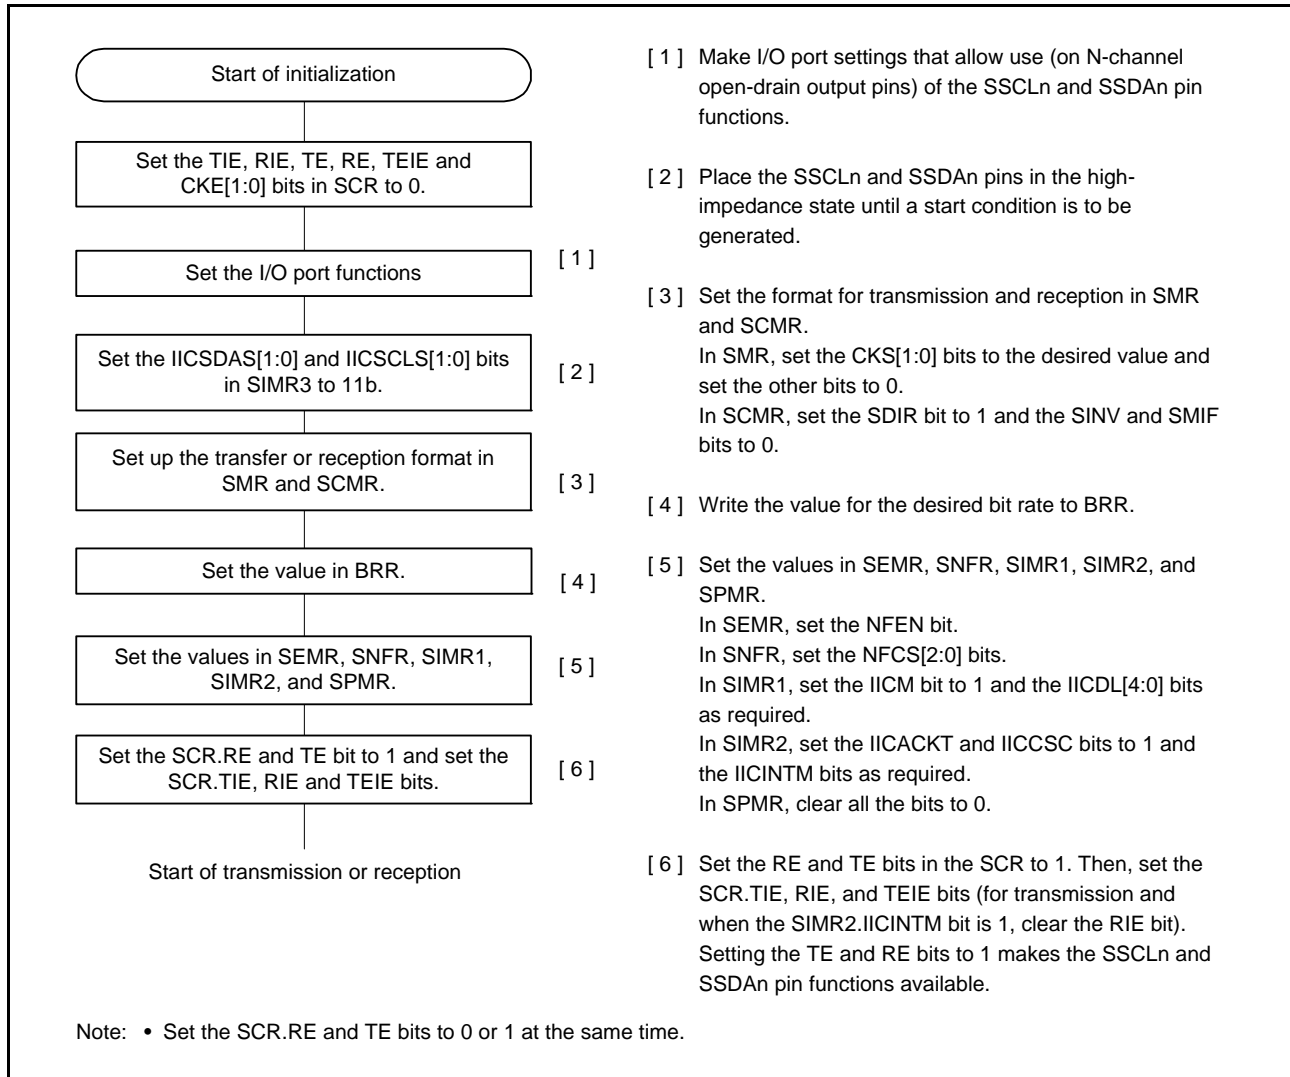 Start of initialization
Set the TIE, RIE, TE, RE, TEIE and
CKE[1:0] bits in SCR to 0.
Set the I/O port functions
[ 1 ]
Set the IICSDAS[1:0] and IICSCLS[1:0] bits
in SIMR3 to 11b.
[ 2 ]
Set up the transfer or reception format in
SMR and SCMR.
[ 3 ]
Set the value in BRR.
[ 4 ]
Set the values in SEMR, SNFR, SIMR1,
SIMR2, and SPMR.
[ 5 ]
Set the SCR.RE and TE bit to 1 and set the
SCR.TIE, RIE and TEIE bits.
[ 6 ]
Start of transmission or reception
[ 1 ] Make I/O port settings that allow use (on N-channel
open-drain output pins) of the SSCLn and SSDAn pin
functions.
[ 2 ] Place the SSCLn and SSDAn pins in the high-
impedance state until a start condition is to be
generated.
[ 3 ] Set the format for transmission and reception in SMR
and SCMR.
In SMR, set the CKS[1:0] bits to the desired value and
set the other bits to 0.
In SCMR, set the SDIR bit to 1 and the SINV and SMIF
bits to 0.
[ 4 ] Write the value for the desired bit rate to BRR.
[ 5 ] Set the values in SEMR, SNFR, SIMR1, SIMR2, and
SPMR.
In SEMR, set the NFEN bit.
In SNFR, set the NFCS[2:0] bits.
In SIMR1, set the IICM bit to 1 and the IICDL[4:0] bits
as required.
In SIMR2, set the IICACKT and IICCSC bits to 1 and
the IICINTM bits as required.
In SPMR, clear all the bits to 0.
[ 6 ] Set the RE and TE bits in the SCR to 1. Then, set the
SCR.TIE, RIE, and TEIE bits (for transmission and
when the SIMR2.IICINTM bit is 1, clear the RIE bit).
Setting the TE and RE bits to 1 makes the SSCLn and
SSDAn pin functions available.
Note: • Set the SCR.RE and TE bits to 0 or 1 at the same time.